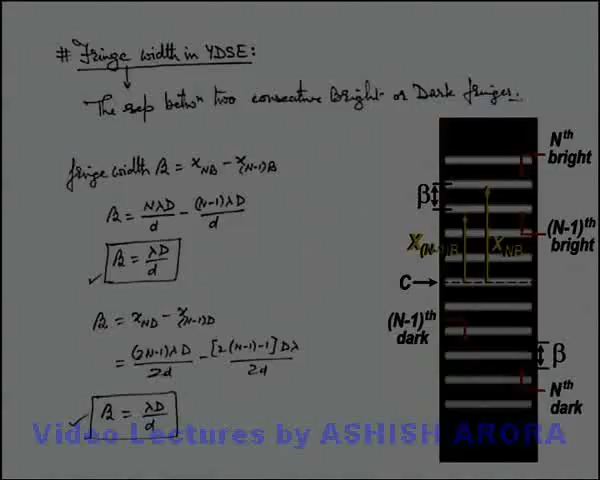 # Fringe width in YDSE:
The sep betwn two consecutive Bright or Dark fringes.
fringe width β = x_NB − x_(N-1)B
β = NλD/d − (N-1)λD/d
β = λD/d
β = x_ND − x_(N-1)D
= (2N-1)λD/2d − [2(N-1)-1]Dλ/2d
β = λD/d
Nth
bright
β
(N-1)th
bright
X_(N-1)B
X_NB
C
(N-1)th
dark
β
Nth
dark
Video Lectures by ASHISH ARORA